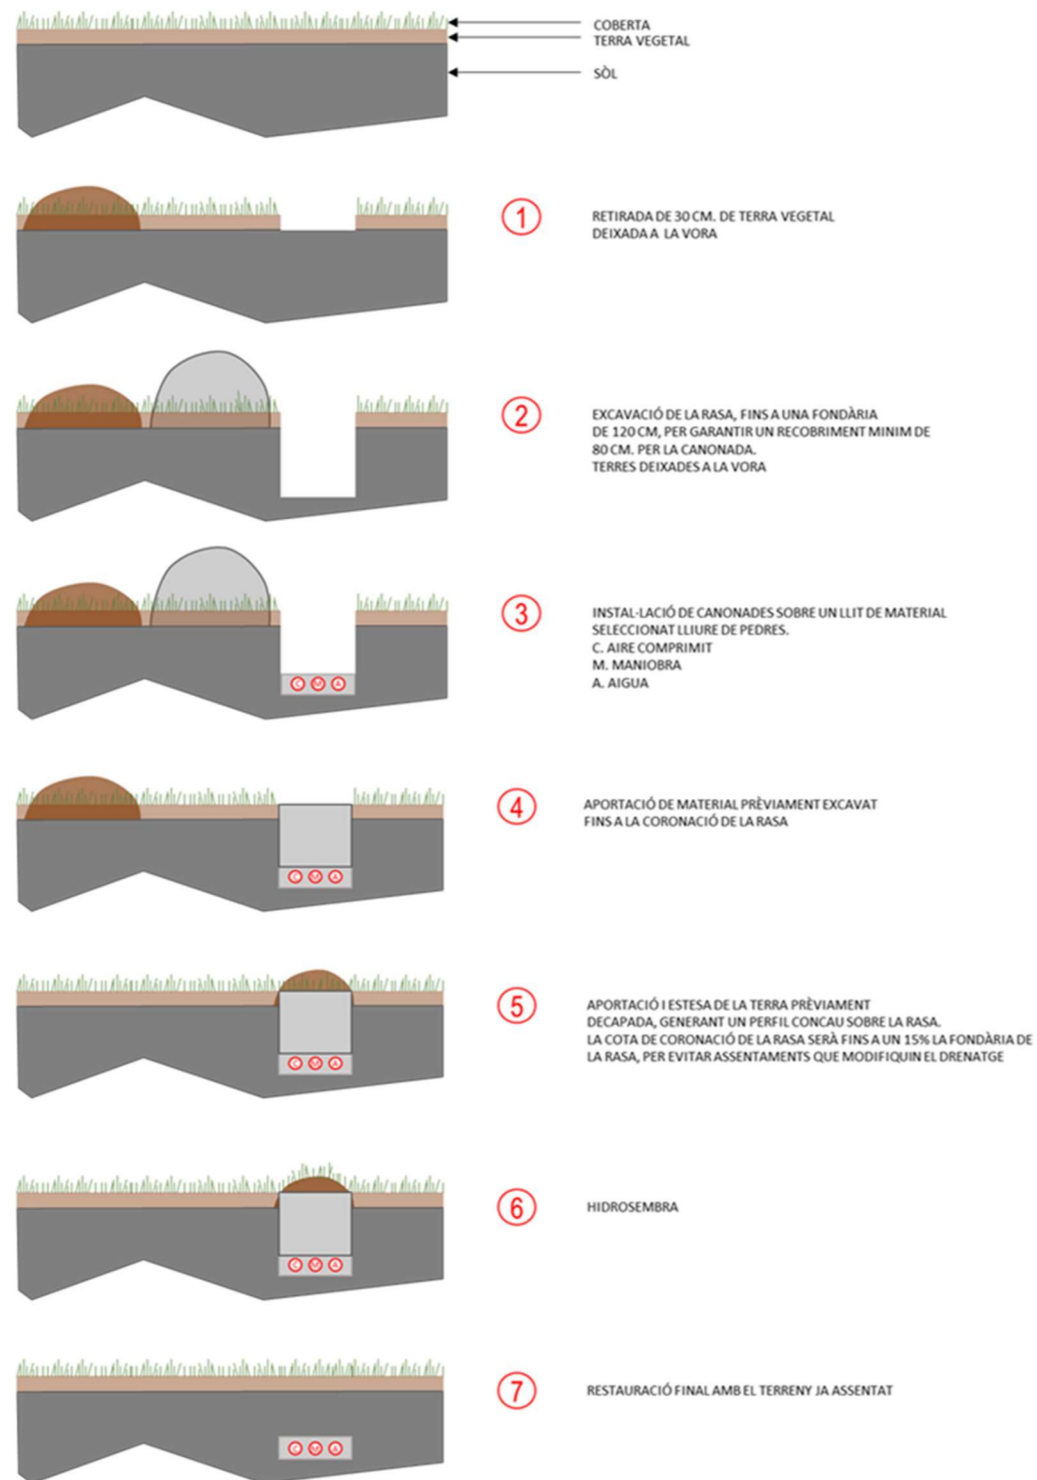 COBERTA
TERRA VEGETAL
SÒL
1
RETIRADA DE 30 CM. DE TERRA VEGETAL
DEIXADA A LA VORA
2
EXCAVACIÓ DE LA RASA, FINS A UNA FONDÀRIA
DE 120 CM, PER GARANTIR UN RECOBRIMENT MINIM DE
80 CM. PER LA CANONADA.
TERRES DEIXADES A LA VORA
3
INSTAL·LACIÓ DE CANONADES SOBRE UN LLIT DE MATERIAL
SELECCIONAT LLIURE DE PEDRES.
C. AIRE COMPRIMIT
M. MANIOBRA
A. AIGUA
C M A
4
APORTACIÓ DE MATERIAL PRÈVIAMENT EXCAVAT
FINS A LA CORONACIÓ DE LA RASA
C M A
5
APORTACIÓ I ESTESA DE LA TERRA PRÈVIAMENT
DECAPADA, GENERANT UN PERFIL CONCAU SOBRE LA RASA.
LA COTA DE CORONACIÓ DE LA RASA SERÀ FINS A UN 15% LA FONDÀRIA DE
LA RASA, PER EVITAR ASSENTAMENTS QUE MODIFIQUIN EL DRENATGE
C M A
6
HIDROSEMBRA
C M A
7
RESTAURACIÓ FINAL AMB EL TERRENY JA ASSENTAT
C M A